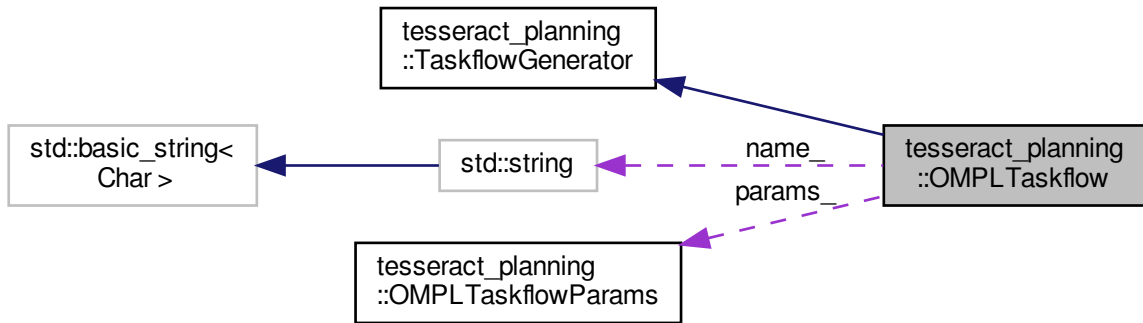 tesseract_planning
::TaskflowGenerator
std::basic_string<
Char >
std::string
name_
params_
tesseract_planning
::OMPLTaskflow
tesseract_planning
::OMPLTaskflowParams